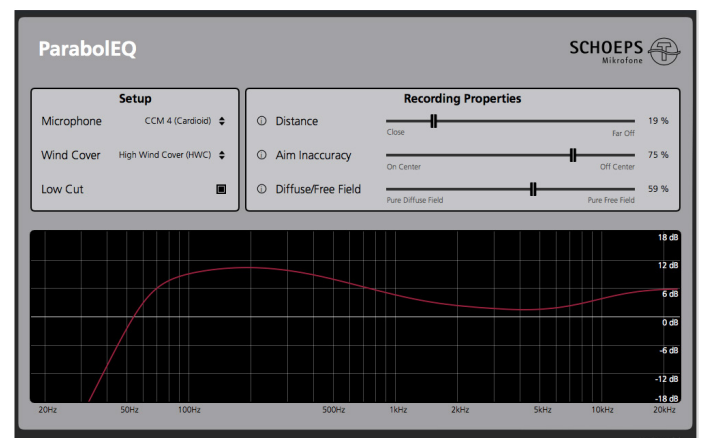 ParabolEQ
SCHOEPS
Mikrofone
Setup
Microphone CCM 4 (Cardioid)
Wind Cover High Wind Cover (HWC)
Low Cut
Recording Properties
Distance 19 %
Close Far Off
Aim Inaccuracy 75 %
On Center Off Center
Diffuse/Free Field 59 %
Pure Diffuse Field Pure Free Field
18 dB
12 dB
6 dB
0 dB
-6 dB
-12 dB
-18 dB
20Hz 50Hz 100Hz 500Hz 1kHz 2kHz 5kHz 10kHz 20kHz